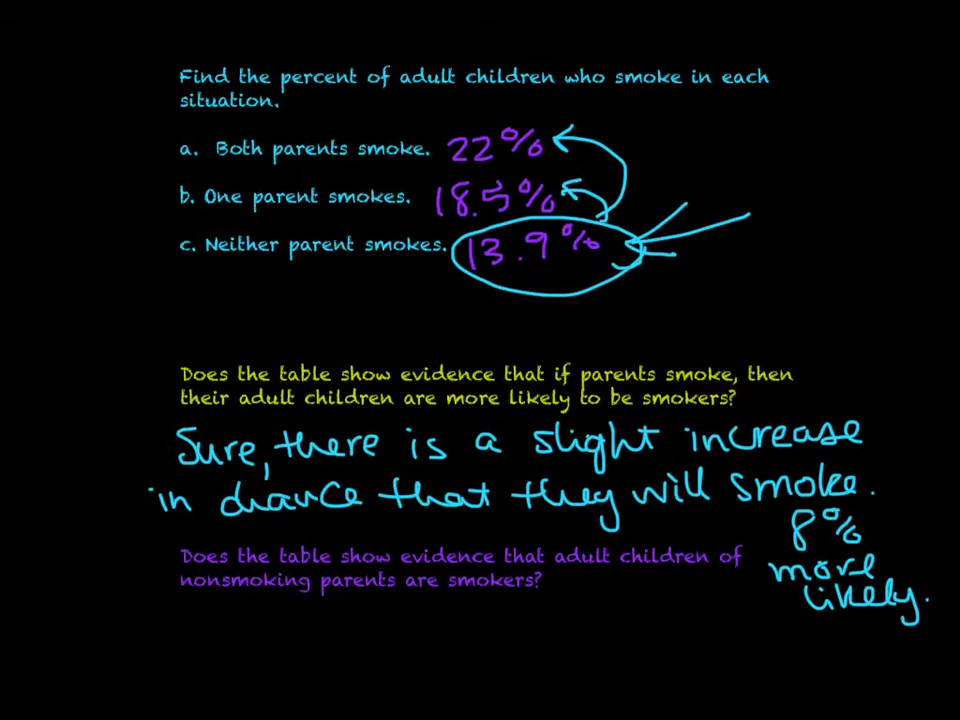 Find the percent of adult children who smoke in each
situation.
a. Both parents smoke. 22%
b. One parent smokes. 18.5%
c. Neither parent smokes. 13.9%
Does the table show evidence that if parents smoke, then
their adult children are more likely to be smokers?
Sure, there is a slight increase
in chance that they will smoke.
8%
more
likely.
Does the table show evidence that adult children of
nonsmoking parents are smokers?